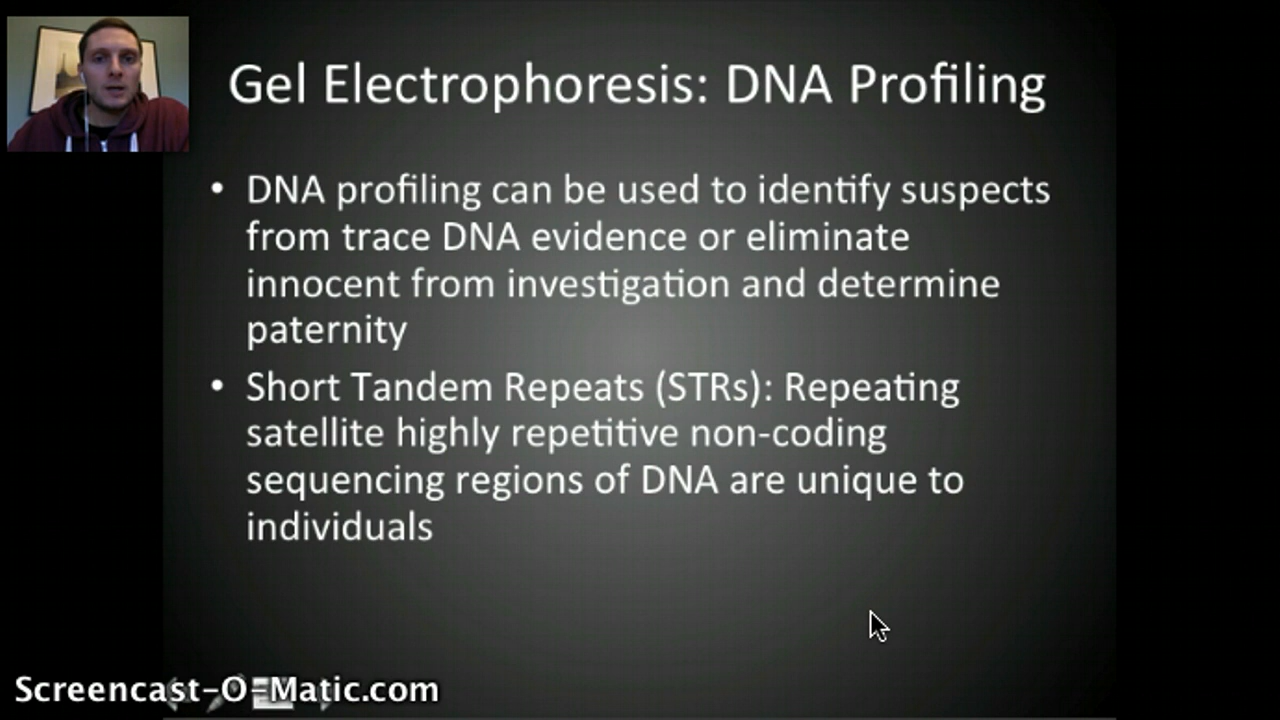 Gel Electrophoresis: DNA Profiling
• DNA profiling can be used to identify suspects
from trace DNA evidence or eliminate
innocent from investigation and determine
paternity
• Short Tandem Repeats (STRs): Repeating
satellite highly repetitive non-coding
sequencing regions of DNA are unique to
individuals
Screencast-O-Matic.com